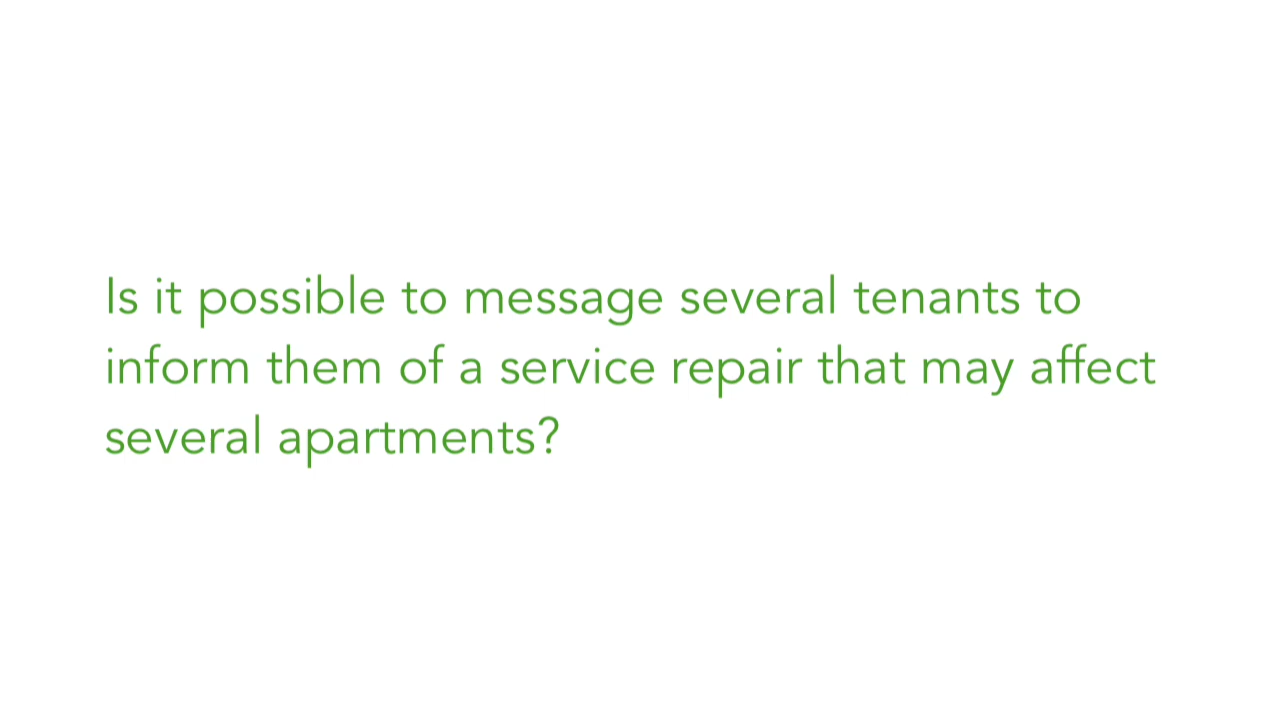 Is it possible to message several tenants to
inform them of a service repair that may affect
several apartments?